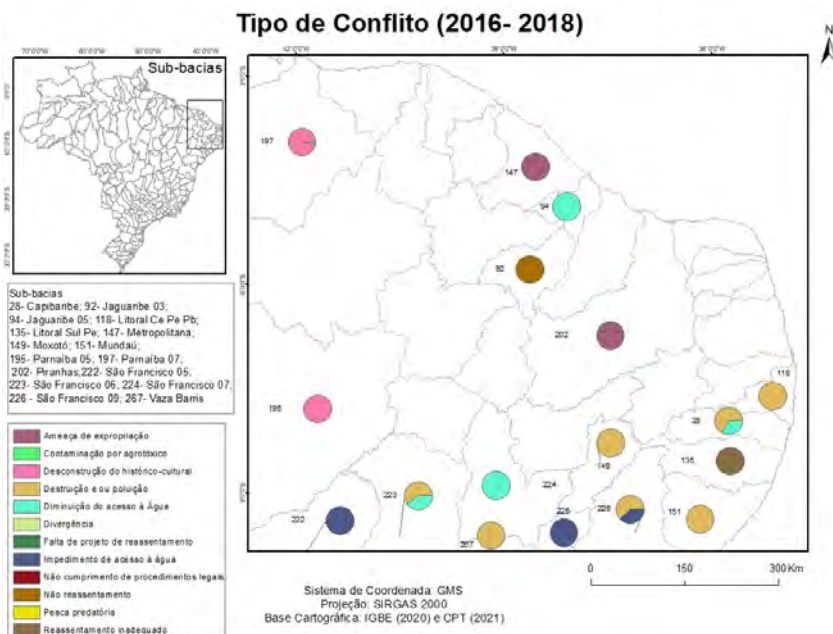 Tipo de Conflito (2016- 2018)
N
Sub-bacias
Sub-bacias
28- Capibaribe; 92- Jaguaribe 03;
94- Jaguaribe 05; 118- Litoral Ce Pe Pb;
135- Litoral Sul Pe; 147- Metropolitana;
149- Moxotó; 151- Mundaú;
195- Parnaíba 05; 197- Parnaíba 07;
202- Piranhas;222- São Francisco 05;
223- São Francisco 06; 224- São Francisco 07;
226 - São Francisco 09; 267- Vaza Barris
Ameaça de expropriação
Contaminação por agrotóxico
Desconstrução do histórico-cultural
Destruição e ou poluição
Diminuição do acesso à Água
Divergência
Falta de projeto de reassentamento
Impedimento de acesso à água
Não cumprimento de procedimentos legais
Não reassentamento
Pesca predatória
Reassentamento inadequado
197
147
94
92
202
195
118
28
149
135
223
224
222
226
226
151
267
0
150
300 Km
Sistema de Coordenada: GMS
Projeção: SIRGAS 2000
Base Cartográfica: IGBE (2020) e CPT (2021)